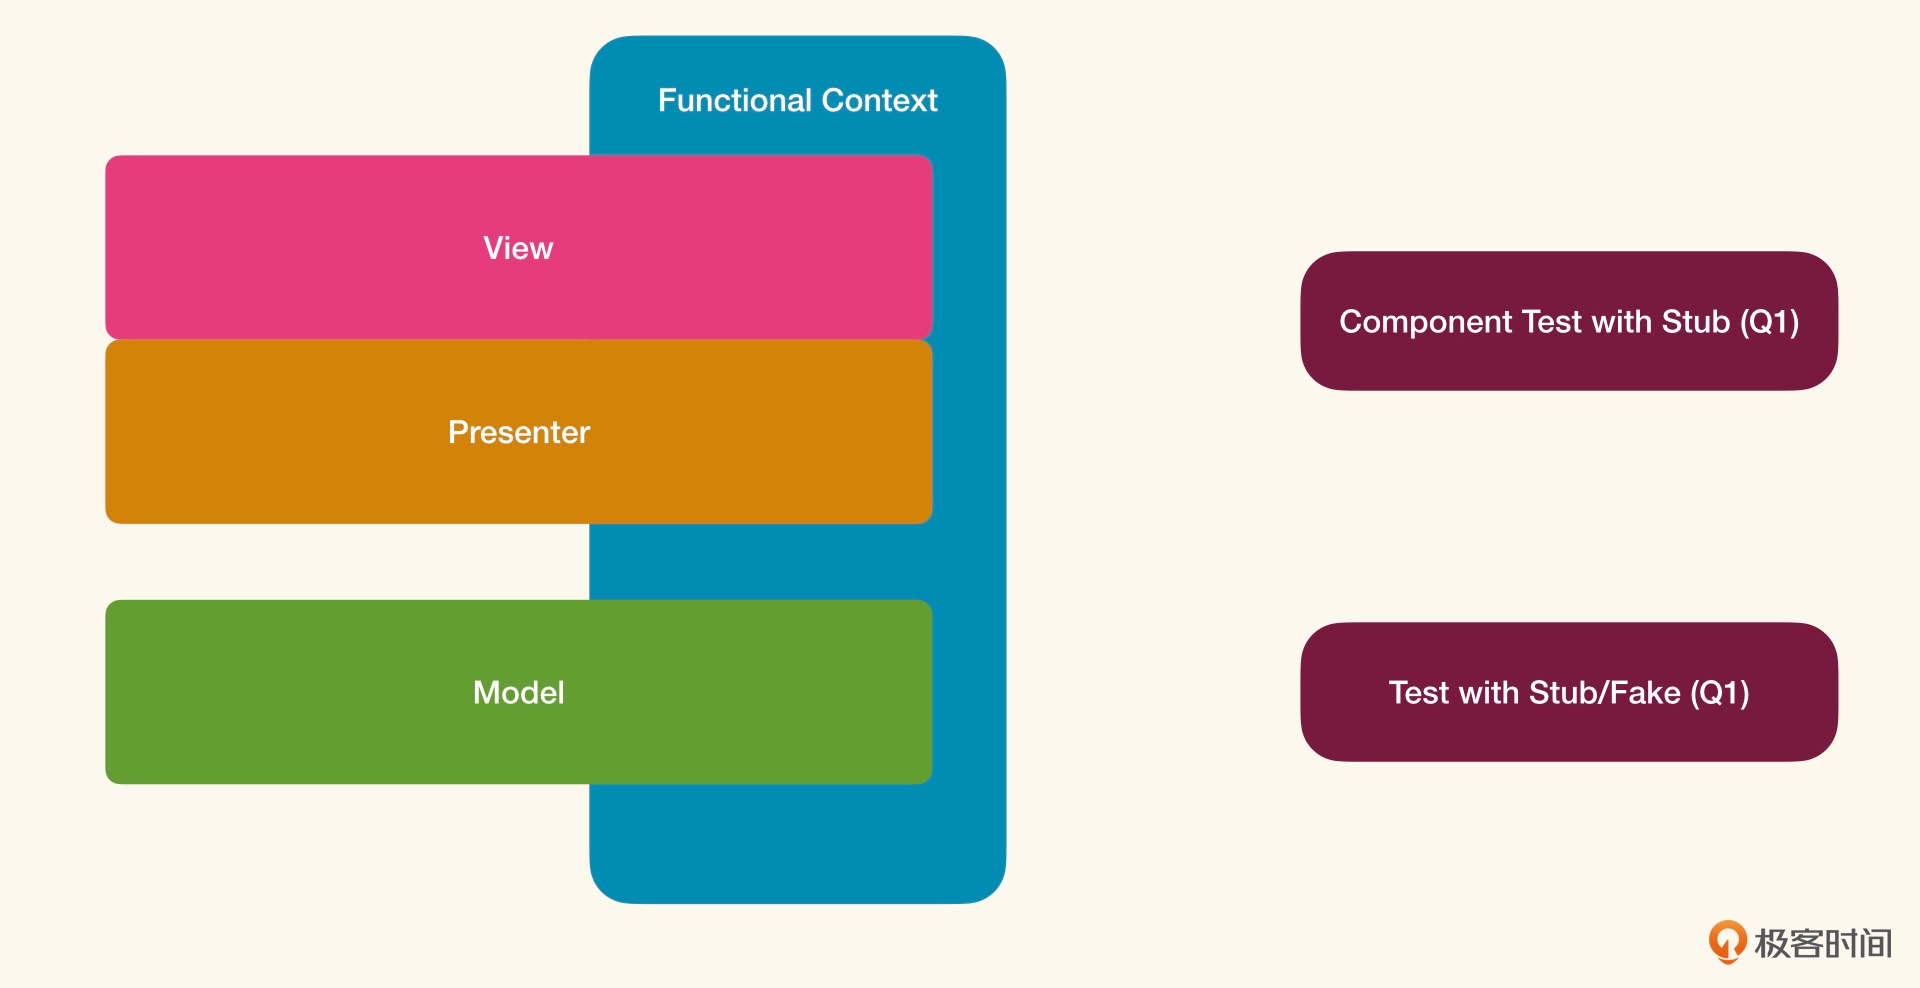 Functional Context
View
Component Test with Stub (Q1)
Presenter
Model
Test with Stub/Fake (Q1)
极客时间